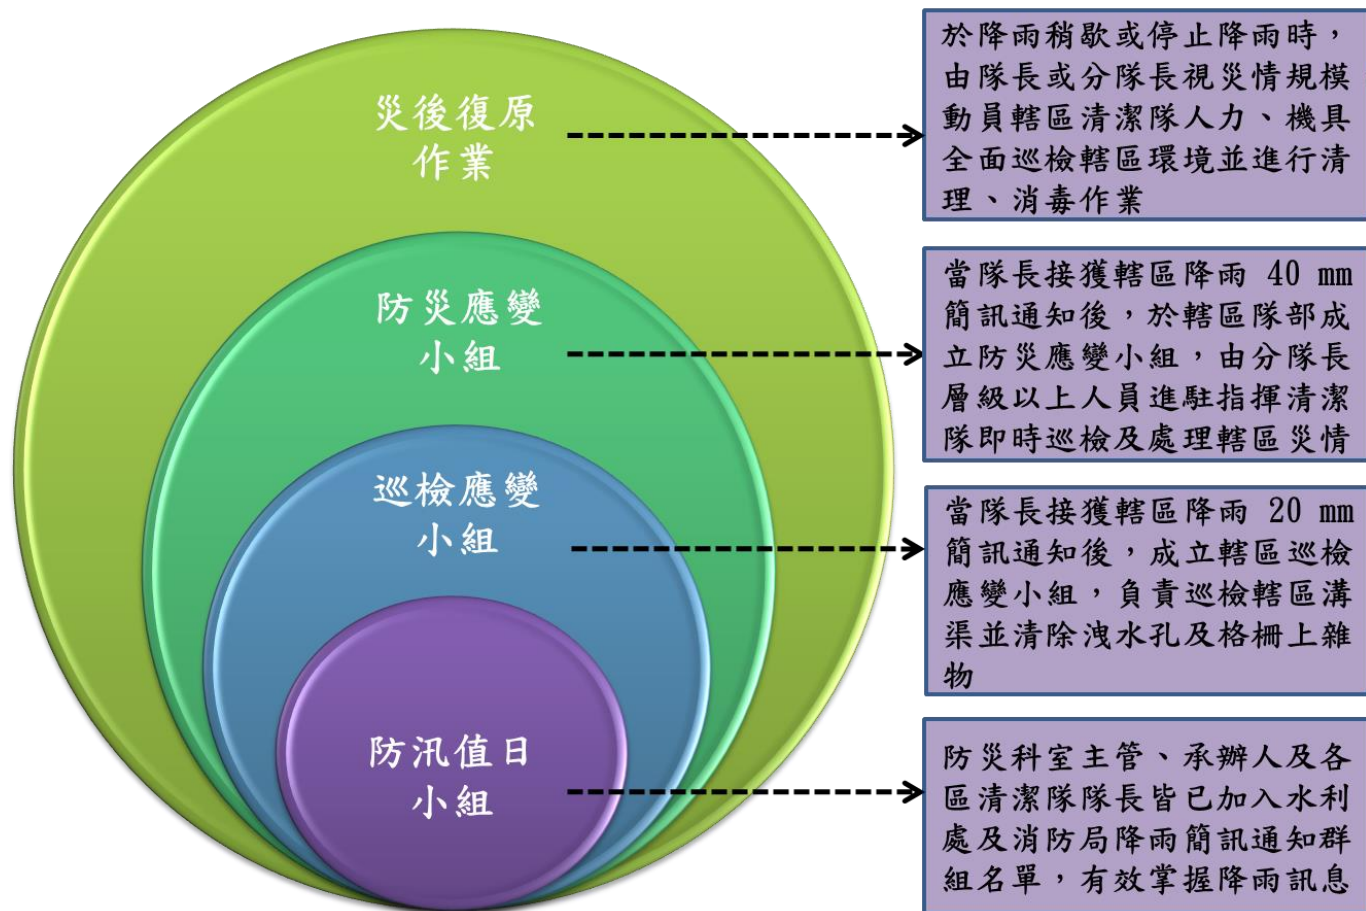 災後復原
作業
於降雨稍歇或停止降雨時，
由隊長或分隊長視災情規模
動員轄區清潔隊人力、機具
全面巡檢轄區環境並進行清
理、消毒作業
防災應變
小組
當隊長接獲轄區降雨 40 mm
簡訊通知後，於轄區隊部成
立防災應變小組，由分隊長
層級以上人員進駐指揮清潔
隊即時巡檢及處理轄區災情
巡檢應變
小組
當隊長接獲轄區降雨 20 mm
簡訊通知後，成立轄區巡檢
應變小組，負責巡檢轄區溝
渠並清除洩水孔及格柵上雜
物
防汛值日
小組
防災科室主管、承辦人及各
區清潔隊隊長皆已加入水利
處及消防局降雨簡訊通知群
組名單，有效掌握降雨訊息